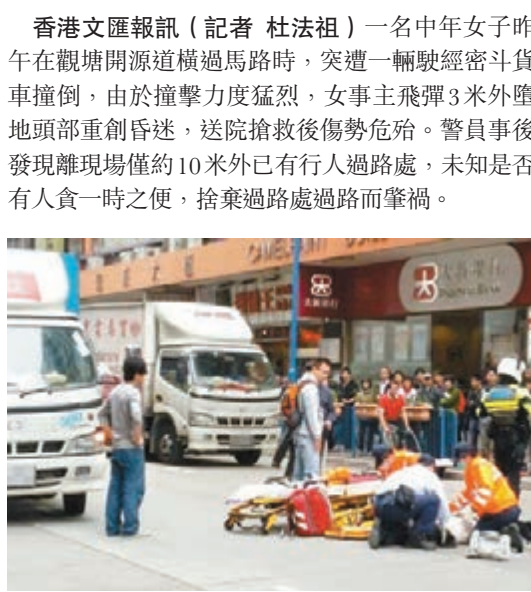 香港文匯報訊（記者 杜法祖）一名中年女子昨
午在觀塘開源道橫過馬路時，突遭一輛駛經密斗貨
車撞倒，由於撞擊力度猛烈，女事主飛彈3米外墮
地頭部重創昏迷，送院搶救後傷勢危殆。警員事後
發現離現場僅約10米外已有行人過路處，未知是否
有人貪一時之便，捨棄過路處過路而肇禍。